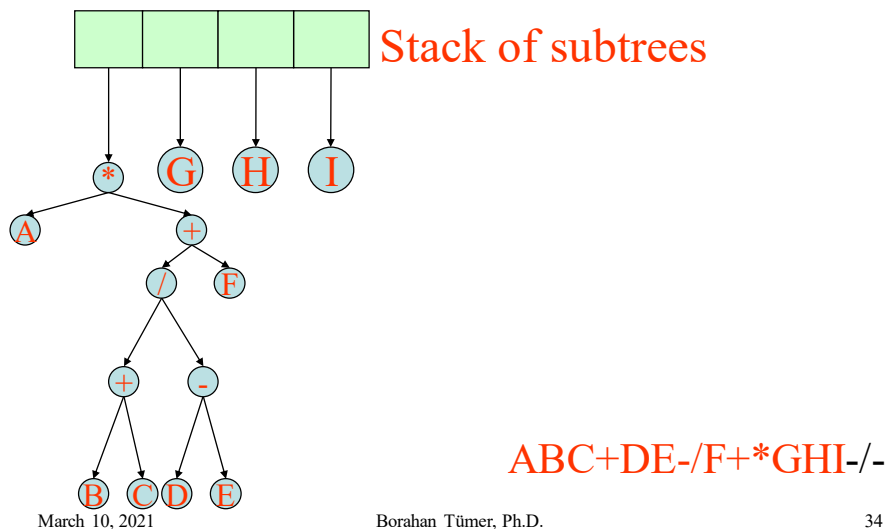 Stack of subtrees
* G H I
A +
/ F
+ -
B C D E
ABC+DE-/F+*GHI-/-
March 10, 2021 Borahan Tümer, Ph.D. 34